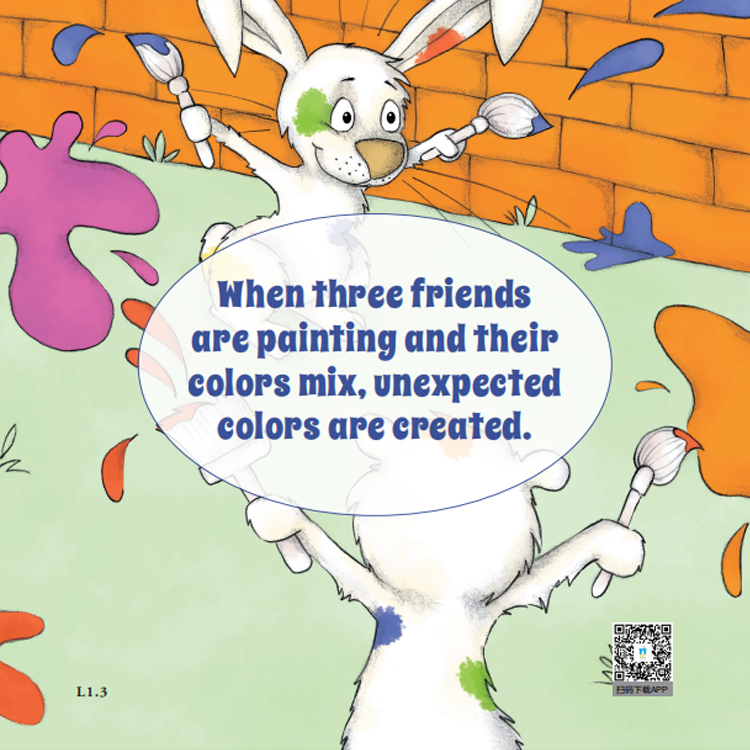 When three friends
are painting and their
colors mix, unexpected
colors are created.
L1.3
扫码下载APP